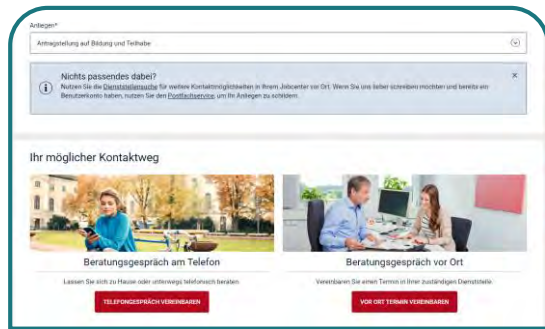 Anliegen*
Antragstellung auf Bildung und Teilhabe
Nichts passendes dabei?
Nutzen Sie die Dienststellensuche für weitere Kontaktmöglichkeiten in Ihrem Jobcenter vor Ort. Wenn Sie uns lieber schreiben möchten und bereits ein
Benutzerkonto haben, nutzen Sie den Postfachservice, um Ihr Anliegen zu schildern.
Ihr möglicher Kontaktweg
Beratungsgespräch am Telefon
Beratungsgespräch vor Ort
Lassen Sie sich zu Hause oder unterwegs telefonisch beraten.
Vereinbaren Sie einen Termin in Ihrer zuständigen Dienststelle.
TELEFONGESPRÄCH VEREINBAREN
VOR ORT TERMIN VEREINBAREN